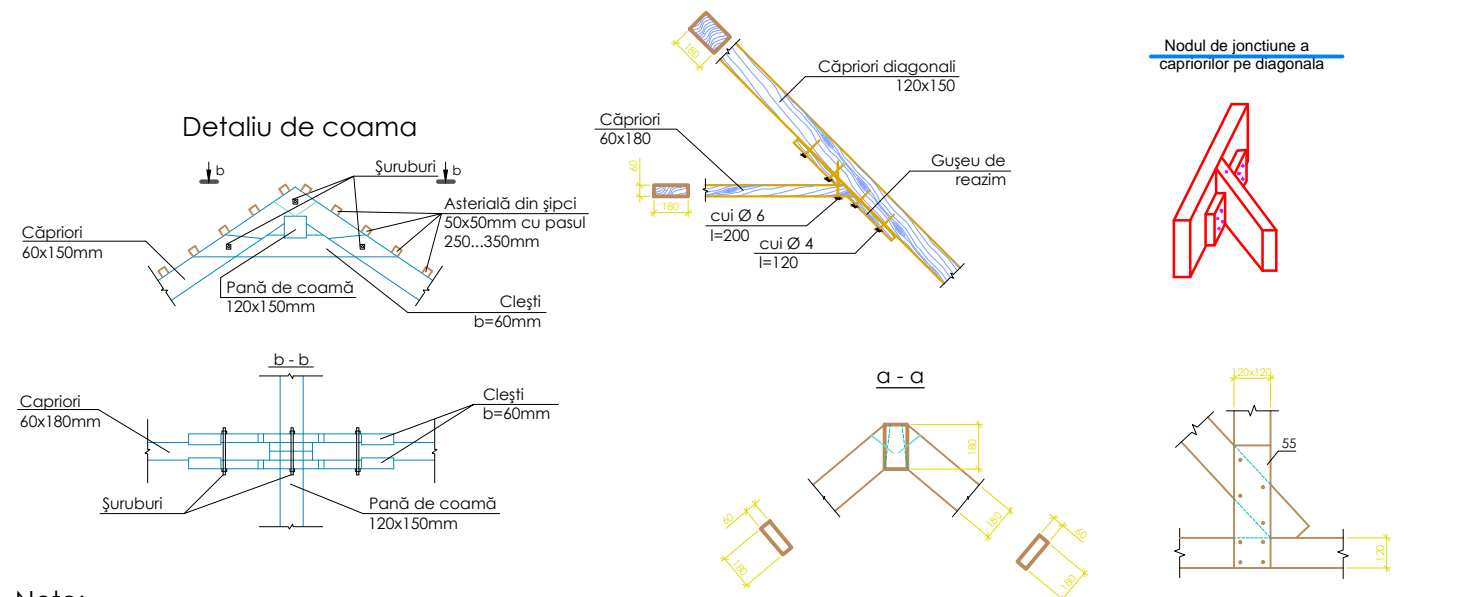 Detaliu de coama
b
b
Şuruburi
Asterială din şipci
50x50mm cu pasul
250...350mm
Căpriori
60x150mm
Pană de coamă
120x150mm
Cleşti
b=60mm
b - b
Capriori
60x180mm
Cleşti
b=60mm
Şuruburi
Pană de coamă
120x150mm
180
Căpriori diagonali
120x150
Căpriori
60x180
60
180
Guşeu de
reazim
cui Ø 6
l=200
cui Ø 4
l=120
a - a
180
60
180
180
60
180
Nodul de jonctiune a
capriorilor pe diagonala
120x120
55
120